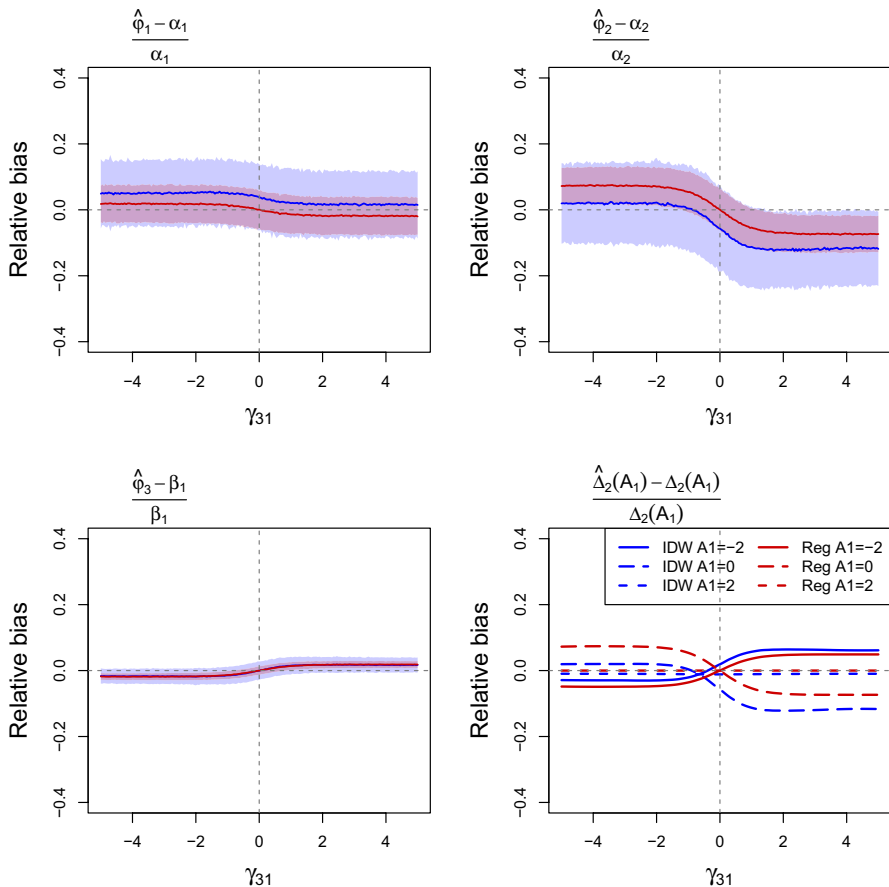 φ̂₁ − α₁
α₁
Relative bias
0.4
0.2
0.0
−0.2
−0.4
−4 −2 0 2 4
γ₃₁
φ̂₂ − α₂
α₂
Relative bias
0.4
0.2
0.0
−0.2
−0.4
−4 −2 0 2 4
γ₃₁
φ̂₃ − β₁
β₁
Relative bias
0.4
0.2
0.0
−0.2
−0.4
−4 −2 0 2 4
γ₃₁
Δ̂₂(A₁) − Δ₂(A₁)
Δ₂(A₁)
Relative bias
0.4
0.2
0.0
−0.2
−0.4
IDW A1=−2 Reg A1=−2
IDW A1=0 Reg A1=0
IDW A1=2 Reg A1=2
−4 −2 0 2 4
γ₃₁